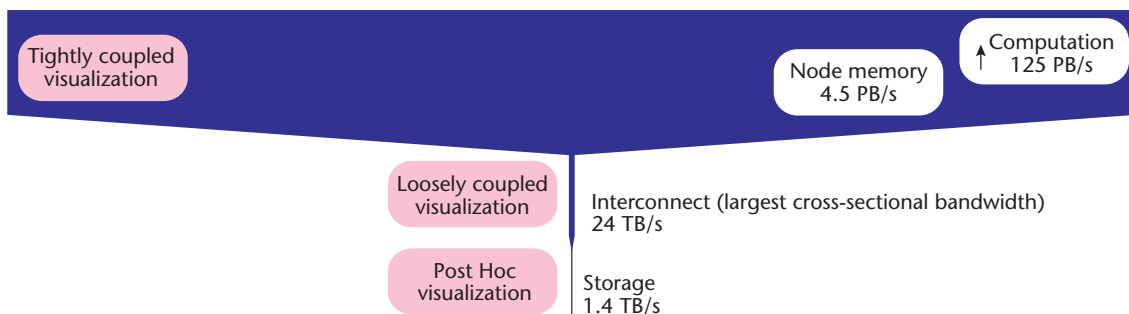 Tightly coupled
visualization
Computation
125 PB/s
Node memory
4.5 PB/s
Loosely coupled
visualization
Interconnect (largest cross-sectional bandwidth)
24 TB/s
Post Hoc
visualization
Storage
1.4 TB/s